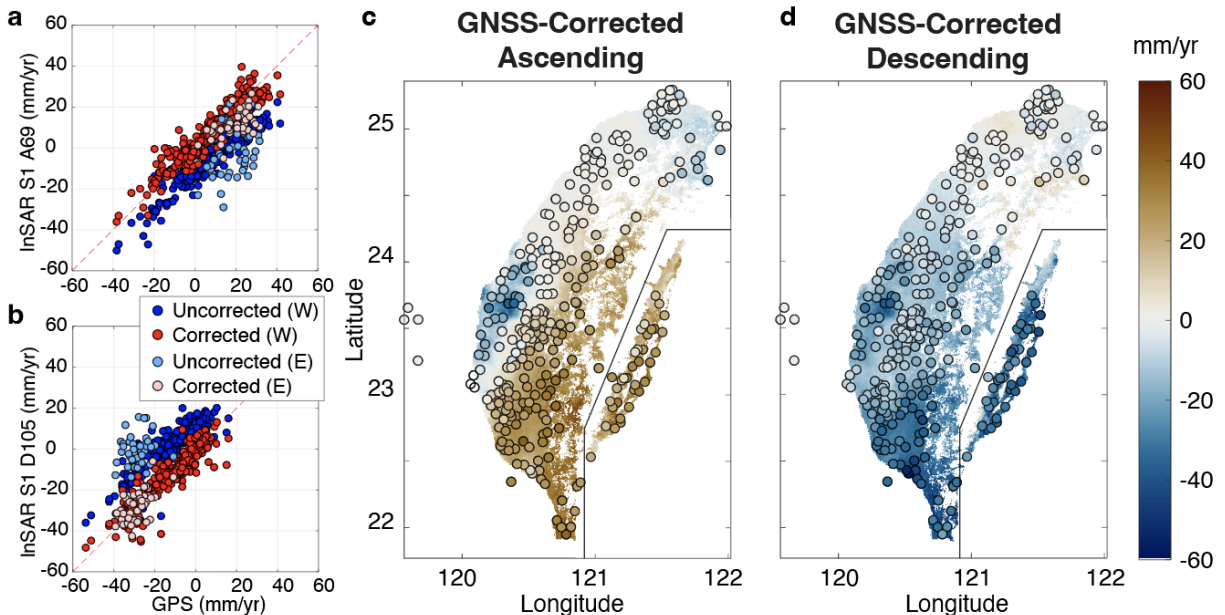 a
60
40
20
0
-20
-40
-60
InSAR S1 A69 (mm/yr)
-60 -40 -20 0 20 40 60
Uncorrected (W)
Corrected (W)
Uncorrected (E)
Corrected (E)
b
60
40
20
0
-20
-40
-60
InSAR S1 D105 (mm/yr)
-60 -40 -20 0 20 40 60
GPS (mm/yr)
c
GNSS-Corrected
Ascending
25
24
23
22
Latitude
120 121 122
Longitude
d
GNSS-Corrected
Descending
120 121 122
Longitude
mm/yr
60
40
20
0
-20
-40
-60